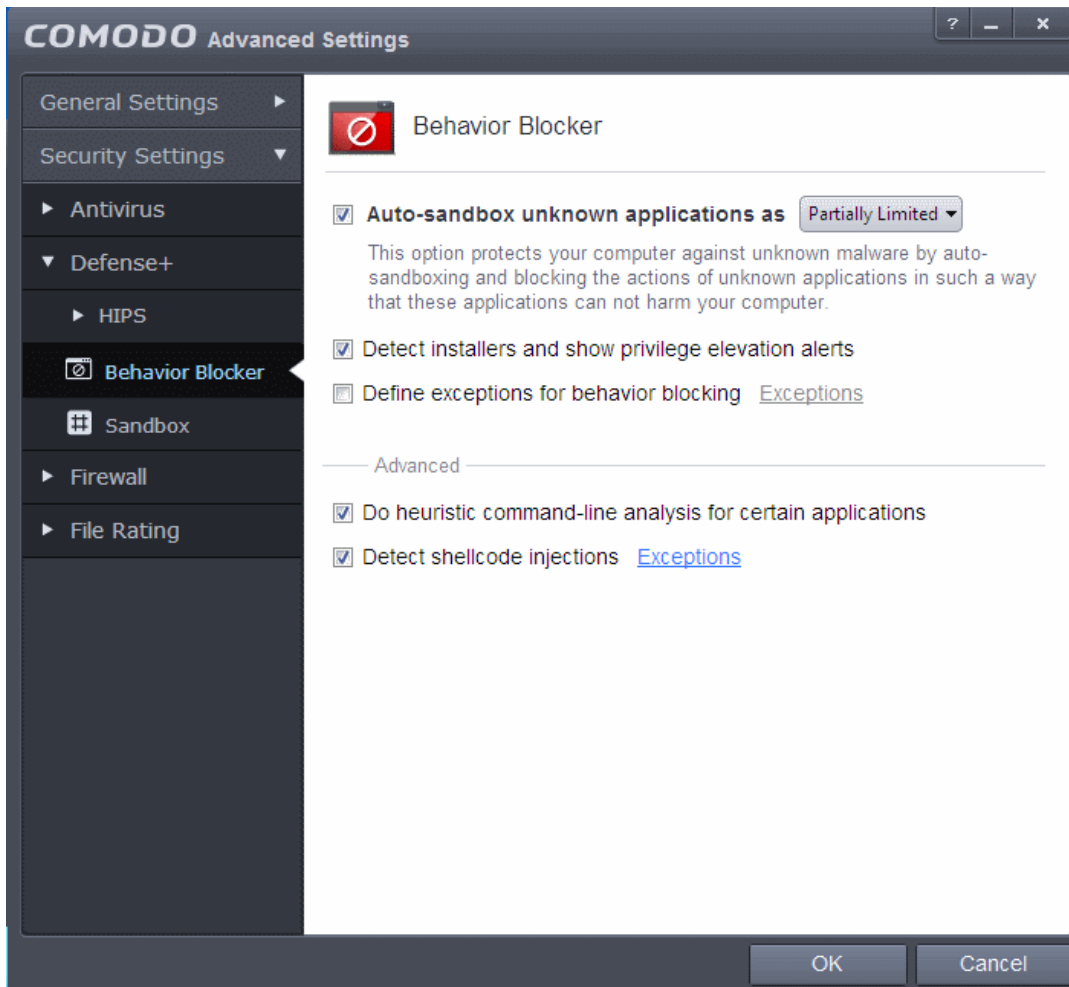 COMODO Advanced Settings
? – ×
General Settings
Security Settings
Antivirus
Defense+
HIPS
Behavior Blocker
Sandbox
Firewall
File Rating
Behavior Blocker
Auto-sandbox unknown applications as Partially Limited
This option protects your computer against unknown malware by auto-
sandboxing and blocking the actions of unknown applications in such a way
that these applications can not harm your computer.
Detect installers and show privilege elevation alerts
Define exceptions for behavior blocking Exceptions
Advanced
Do heuristic command-line analysis for certain applications
Detect shellcode injections Exceptions
OK Cancel